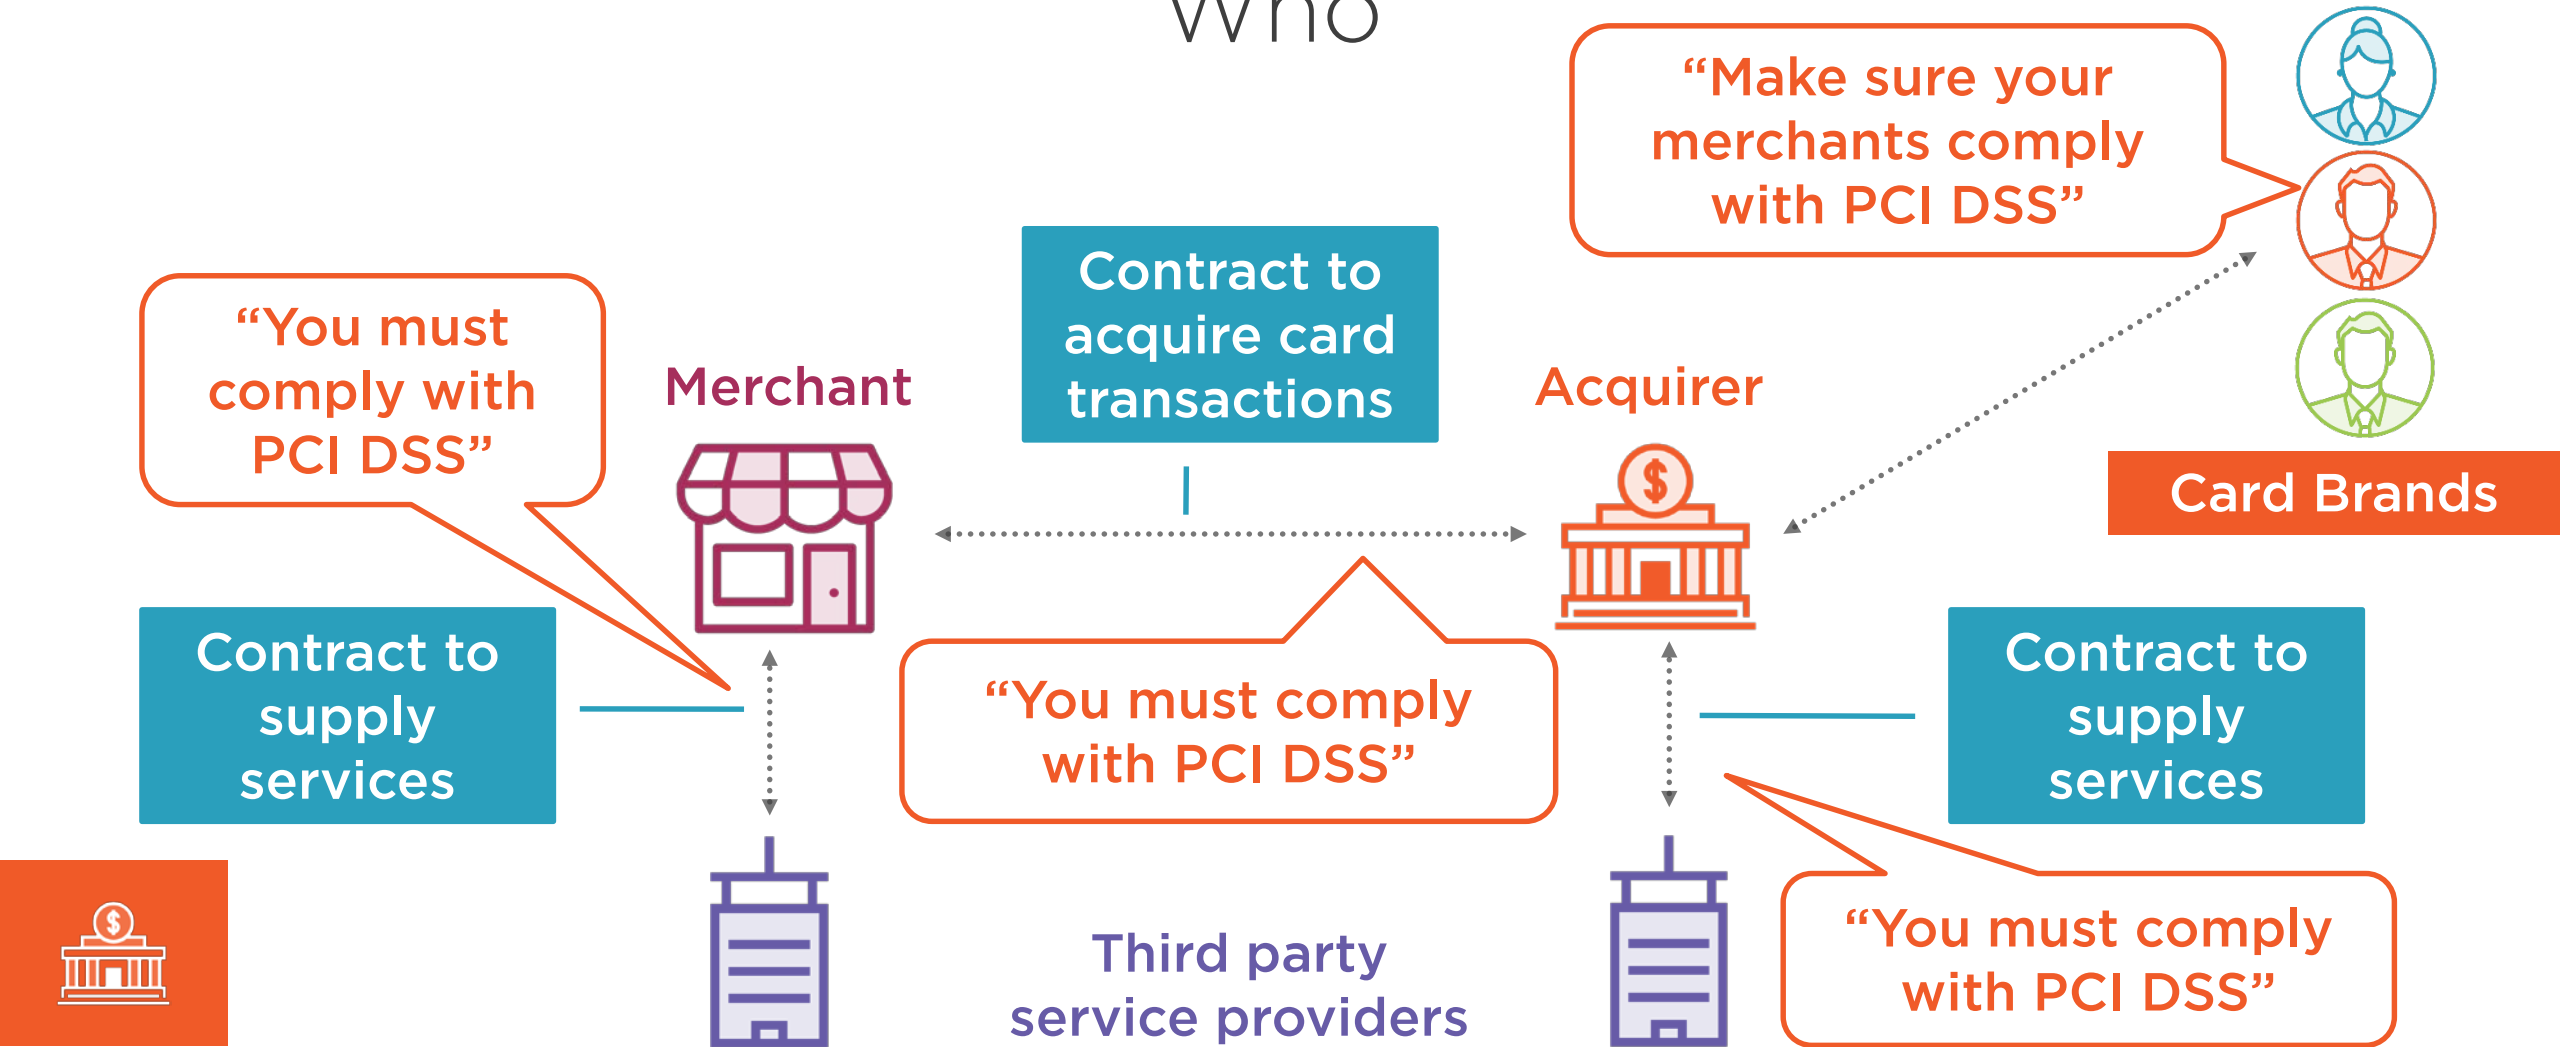 Who
“Make sure your
merchants comply
with PCI DSS”
Contract to
acquire card
transactions
“You must
comply with
PCI DSS”
Merchant
Acquirer
$
Card Brands
Contract to
supply
services
“You must comply
with PCI DSS”
Contract to
supply
services
$
Third party
service providers
“You must comply
with PCI DSS”